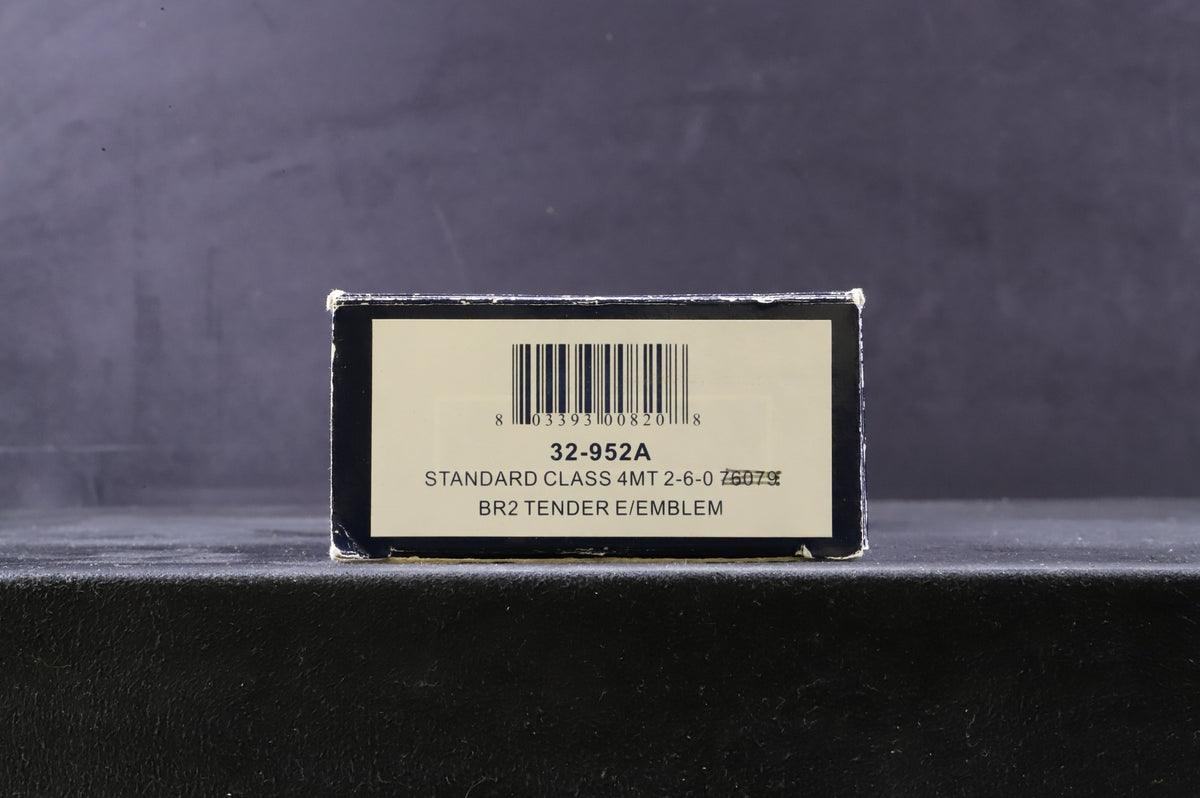 8 03393 00820 8
32-952A
STANDARD CLASS 4MT 2-6-0 76079
BR2 TENDER E/EMBLEM